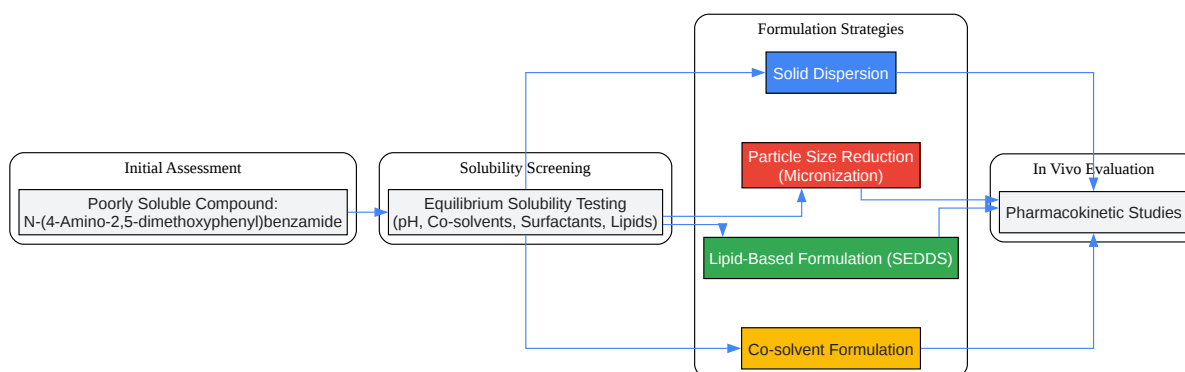 Initial Assessment
Poorly Soluble Compound:
N-(4-Amino-2,5-dimethoxyphenyl)benzamide
Solubility Screening
Equilibrium Solubility Testing
(pH, Co-solvents, Surfactants, Lipids)
Formulation Strategies
Solid Dispersion
Particle Size Reduction
(Micronization)
Lipid-Based Formulation (SEDDS)
Co-solvent Formulation
In Vivo Evaluation
Pharmacokinetic Studies